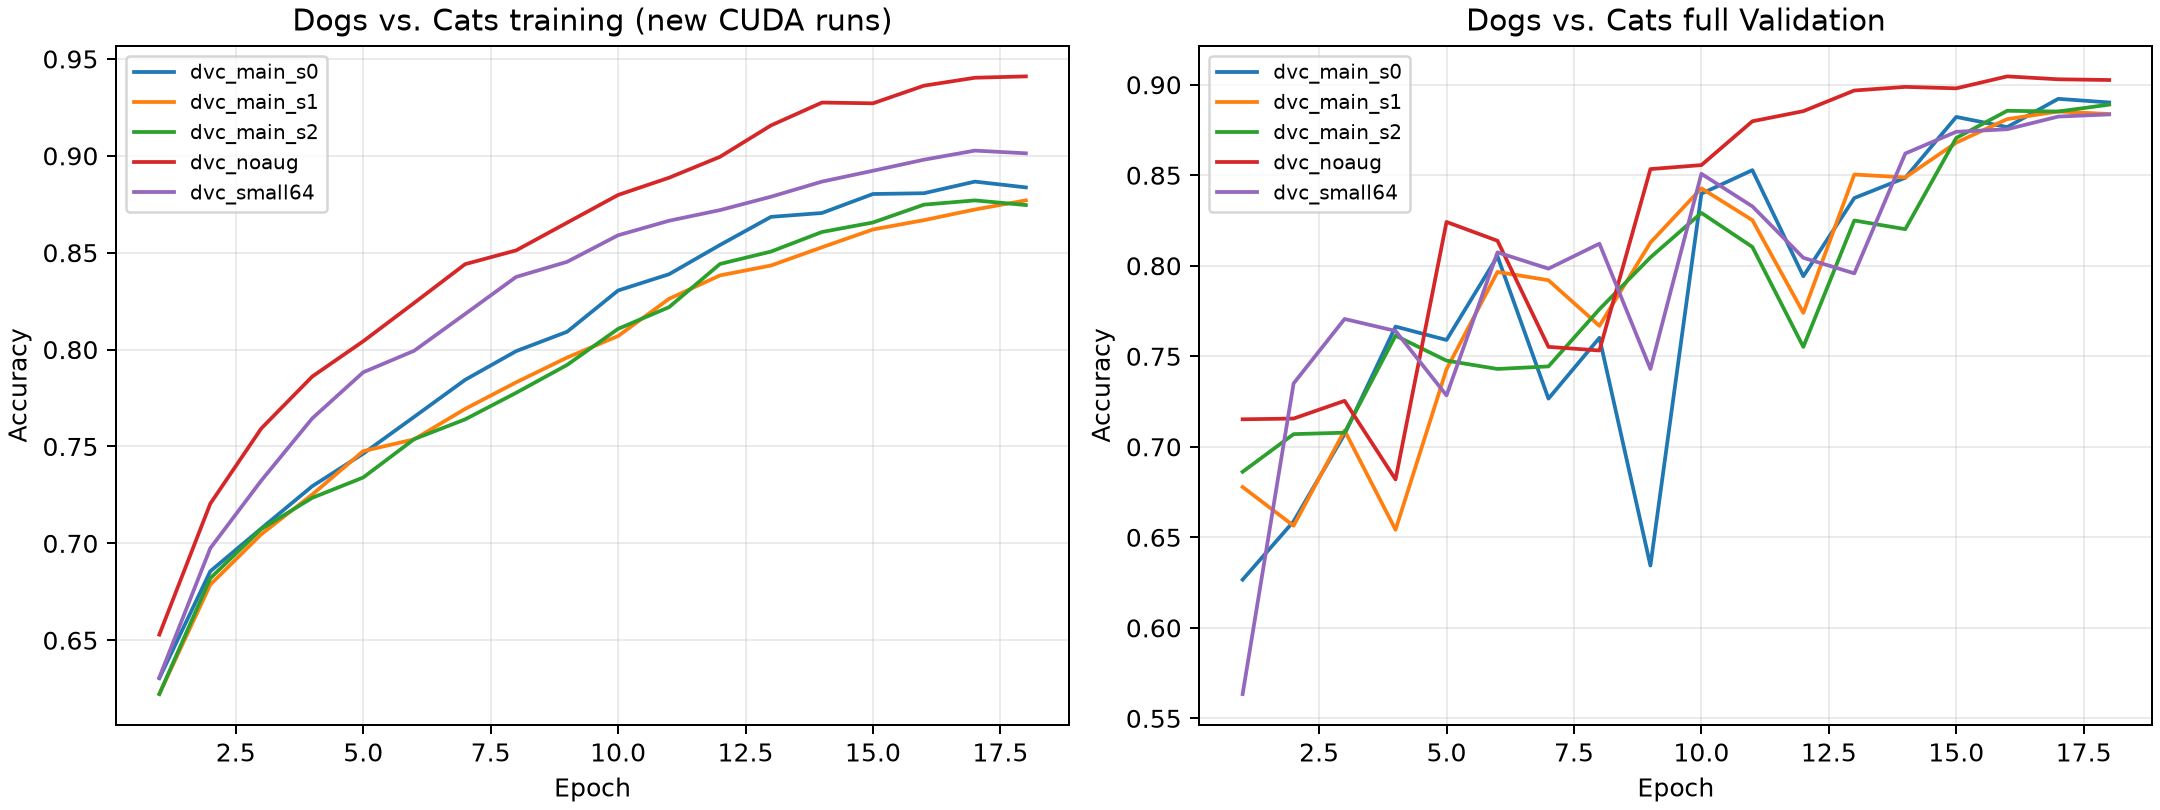 Dogs vs. Cats training (new CUDA runs)
Accuracy
0.95
0.90
0.85
0.80
0.75
0.70
0.65
dvc_main_s0
dvc_main_s1
dvc_main_s2
dvc_noaug
dvc_small64
2.5 5.0 7.5 10.0 12.5 15.0 17.5
Epoch
Dogs vs. Cats full Validation
Accuracy
0.90
0.85
0.80
0.75
0.70
0.65
0.60
0.55
dvc_main_s0
dvc_main_s1
dvc_main_s2
dvc_noaug
dvc_small64
2.5 5.0 7.5 10.0 12.5 15.0 17.5
Epoch